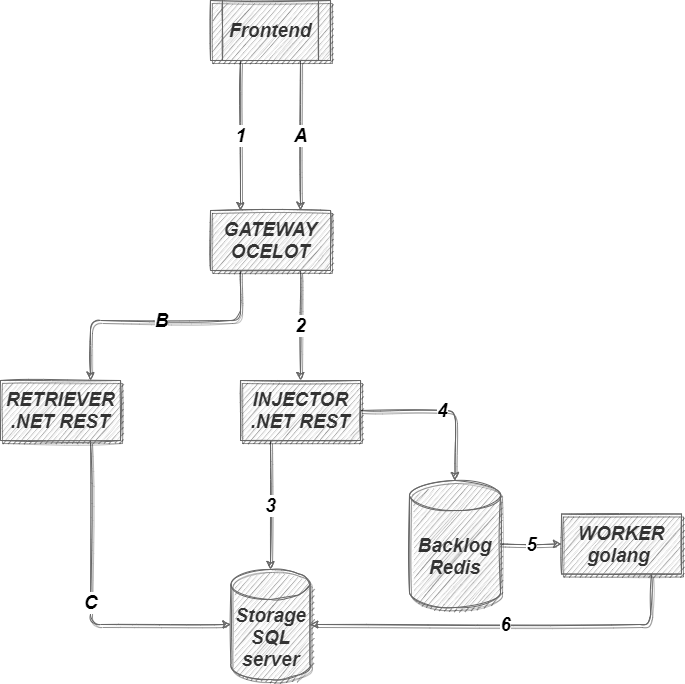 Frontend
1
A
GATEWAY
OCELOT
B
2
RETRIEVER
.NET REST
INJECTOR
.NET REST
4
3
Backlog
Redis
5
WORKER
golang
C
Storage
SQL
server
6